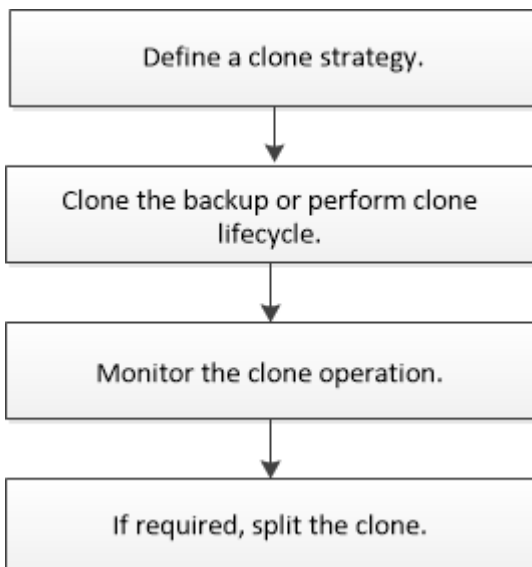 Define a clone strategy.
Clone the backup or perform clone
lifecycle.
Monitor the clone operation.
If required, split the clone.